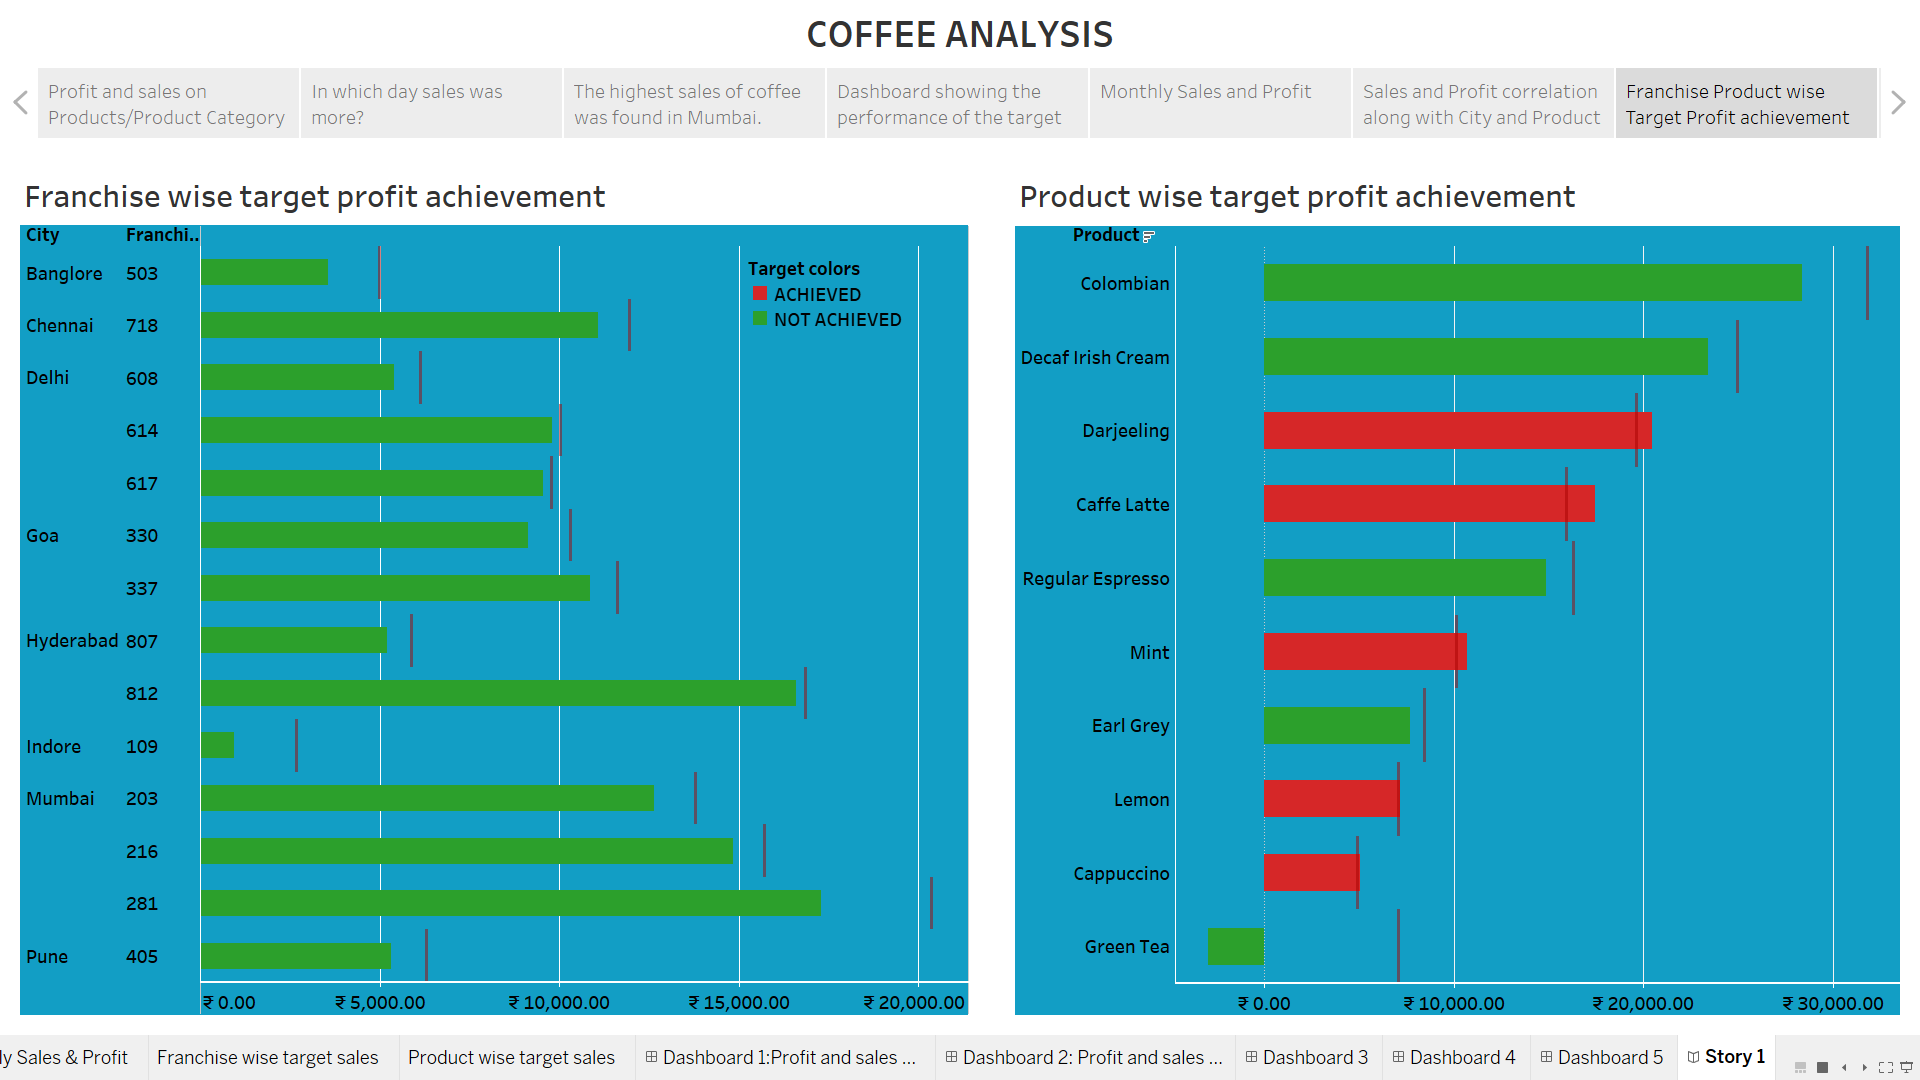 COFFEE ANALYSIS
Profit and sales on
Products/Product Category
In which day sales was
more?
The highest sales of coffee
was found in Mumbai.
Dashboard showing the
performance of the target
Monthly Sales and Profit
Sales and Profit correlation
along with City and Product
Franchise Product wise
Target Profit achievement
Franchise wise target profit achievement
City Franchi..
Banglore 503
Chennai 718
Delhi 608
614
617
Goa 330
337
Hyderabad 807
812
Indore 109
Mumbai 203
216
281
Pune 405
Target colors
ACHIEVED
NOT ACHIEVED
₹ 0.00 ₹ 5,000.00 ₹ 10,000.00 ₹ 15,000.00 ₹ 20,000.00
Product wise target profit achievement
Product
Colombian
Decaf Irish Cream
Darjeeling
Caffe Latte
Regular Espresso
Mint
Earl Grey
Lemon
Cappuccino
Green Tea
₹ 0.00 ₹ 10,000.00 ₹ 20,000.00 ₹ 30,000.00
ly Sales & Profit Franchise wise target sales Product wise target sales Dashboard 1:Profit and sales ... Dashboard 2: Profit and sales ... Dashboard 3 Dashboard 4 Dashboard 5 Story 1